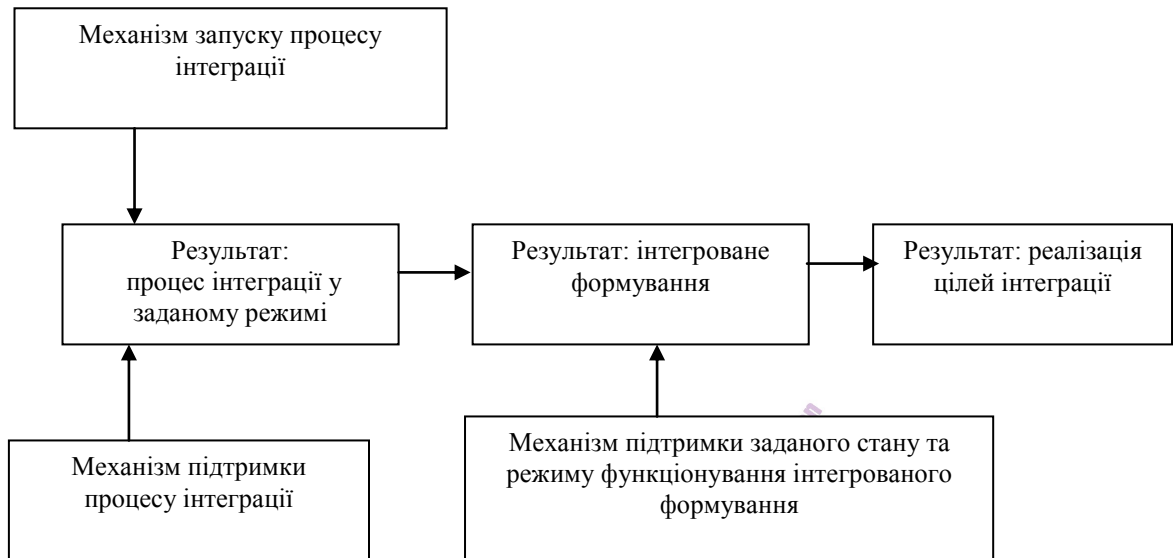 Механізм запуску процесу
інтеграції
Результат:
процес інтеграції у
заданому режимі
Результат: інтегроване
формування
Результат: реалізація
цілей інтеграції
Механізм підтримки
процесу інтеграції
Механізм підтримки заданого стану та
режиму функціонування інтегрованого
формування